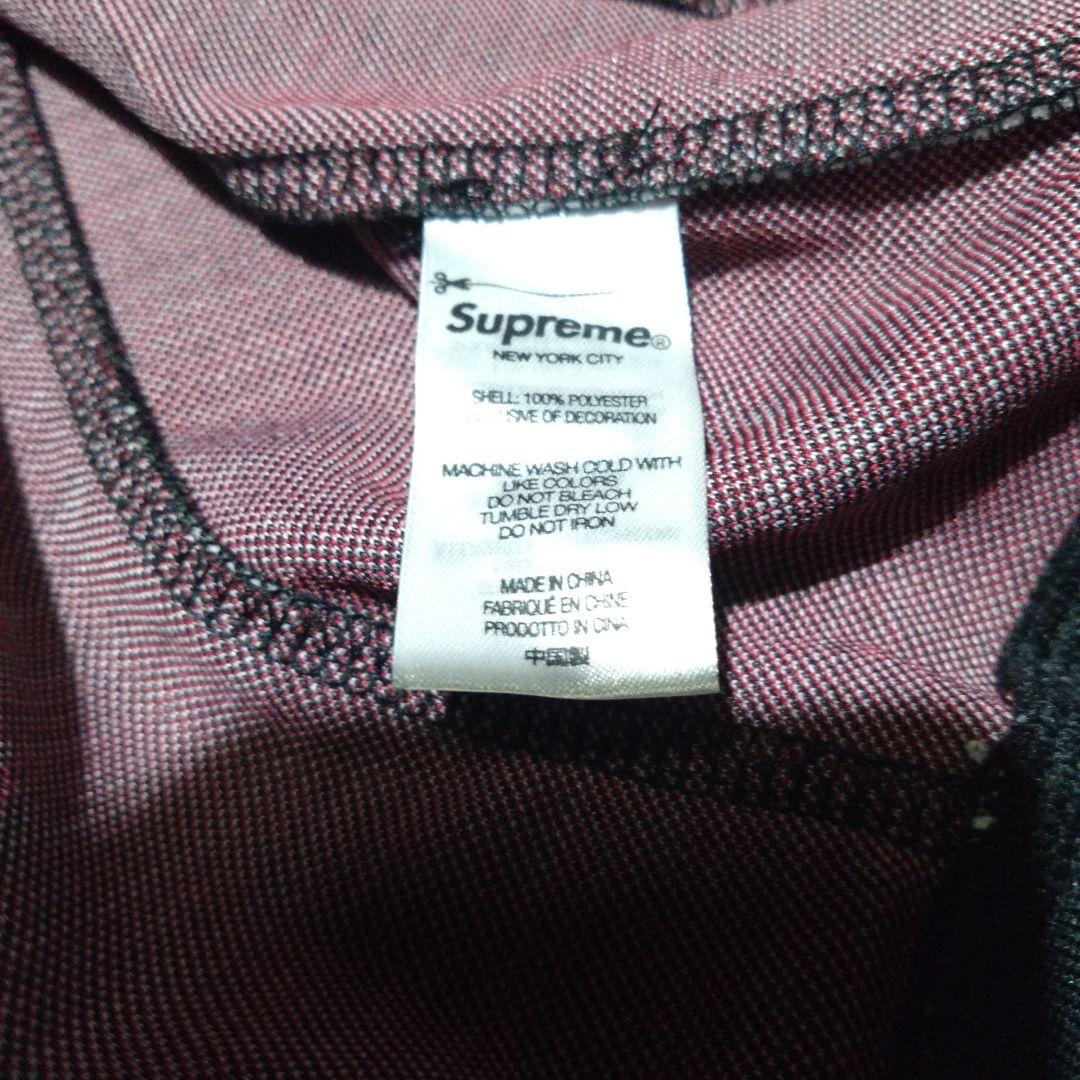 Supreme®
NEW YORK CITY
SHELL: 100% POLYESTER
OF DECORATION
MACHINE WASH COLD WITH
LIKE COLORS
DO NOT BLEACH
TUMBLE DRY LOW
DO NOT IRON
MADE IN CHINA
FABRIQUÉ EN CHINE
PRODOTTO IN CINA
中国製